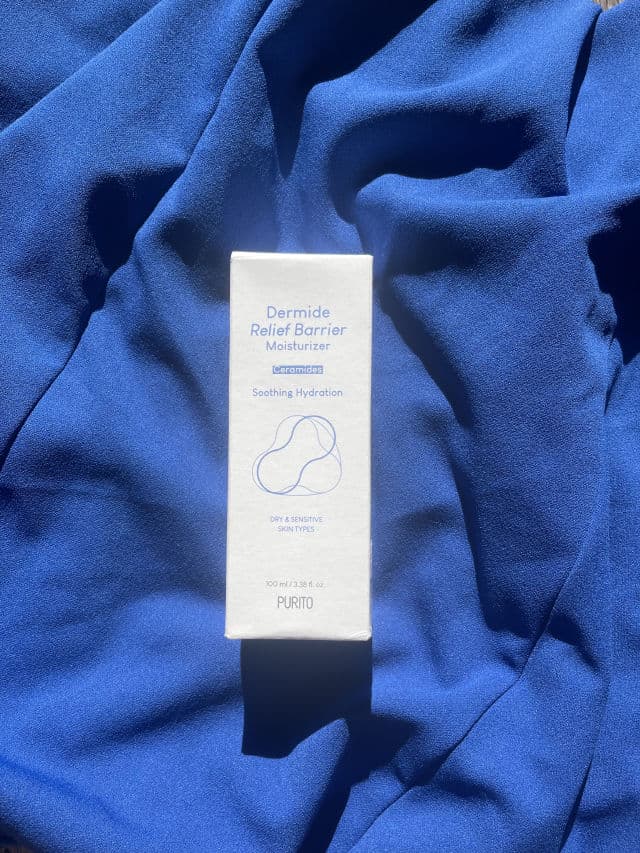 Dermide
Relief Barrier
Moisturizer
Ceramides
Soothing Hydration
DRY & SENSITIVE
SKIN TYPES
100 ml / 3.38 fl. oz.
PURITO